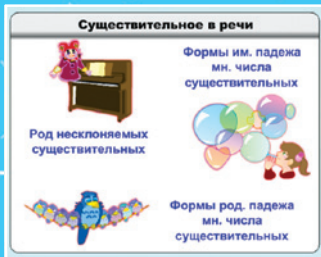 Существительное в речи
Формы им. падежа
мн. числа
существительных
Род несклоняемых
существительных
Формы род. падежа
мн. числа
существительных